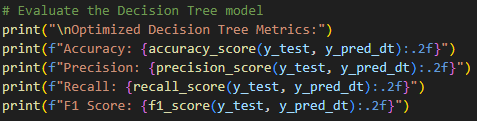 # Evaluate the Decision Tree model
print("\nOptimized Decision Tree Metrics:")
print(f"Accuracy: {accuracy_score(y_test, y_pred_dt):.2f}")
print(f"Precision: {precision_score(y_test, y_pred_dt):.2f}")
print(f"Recall: {recall_score(y_test, y_pred_dt):.2f}")
print(f"F1 Score: {f1_score(y_test, y_pred_dt):.2f}")